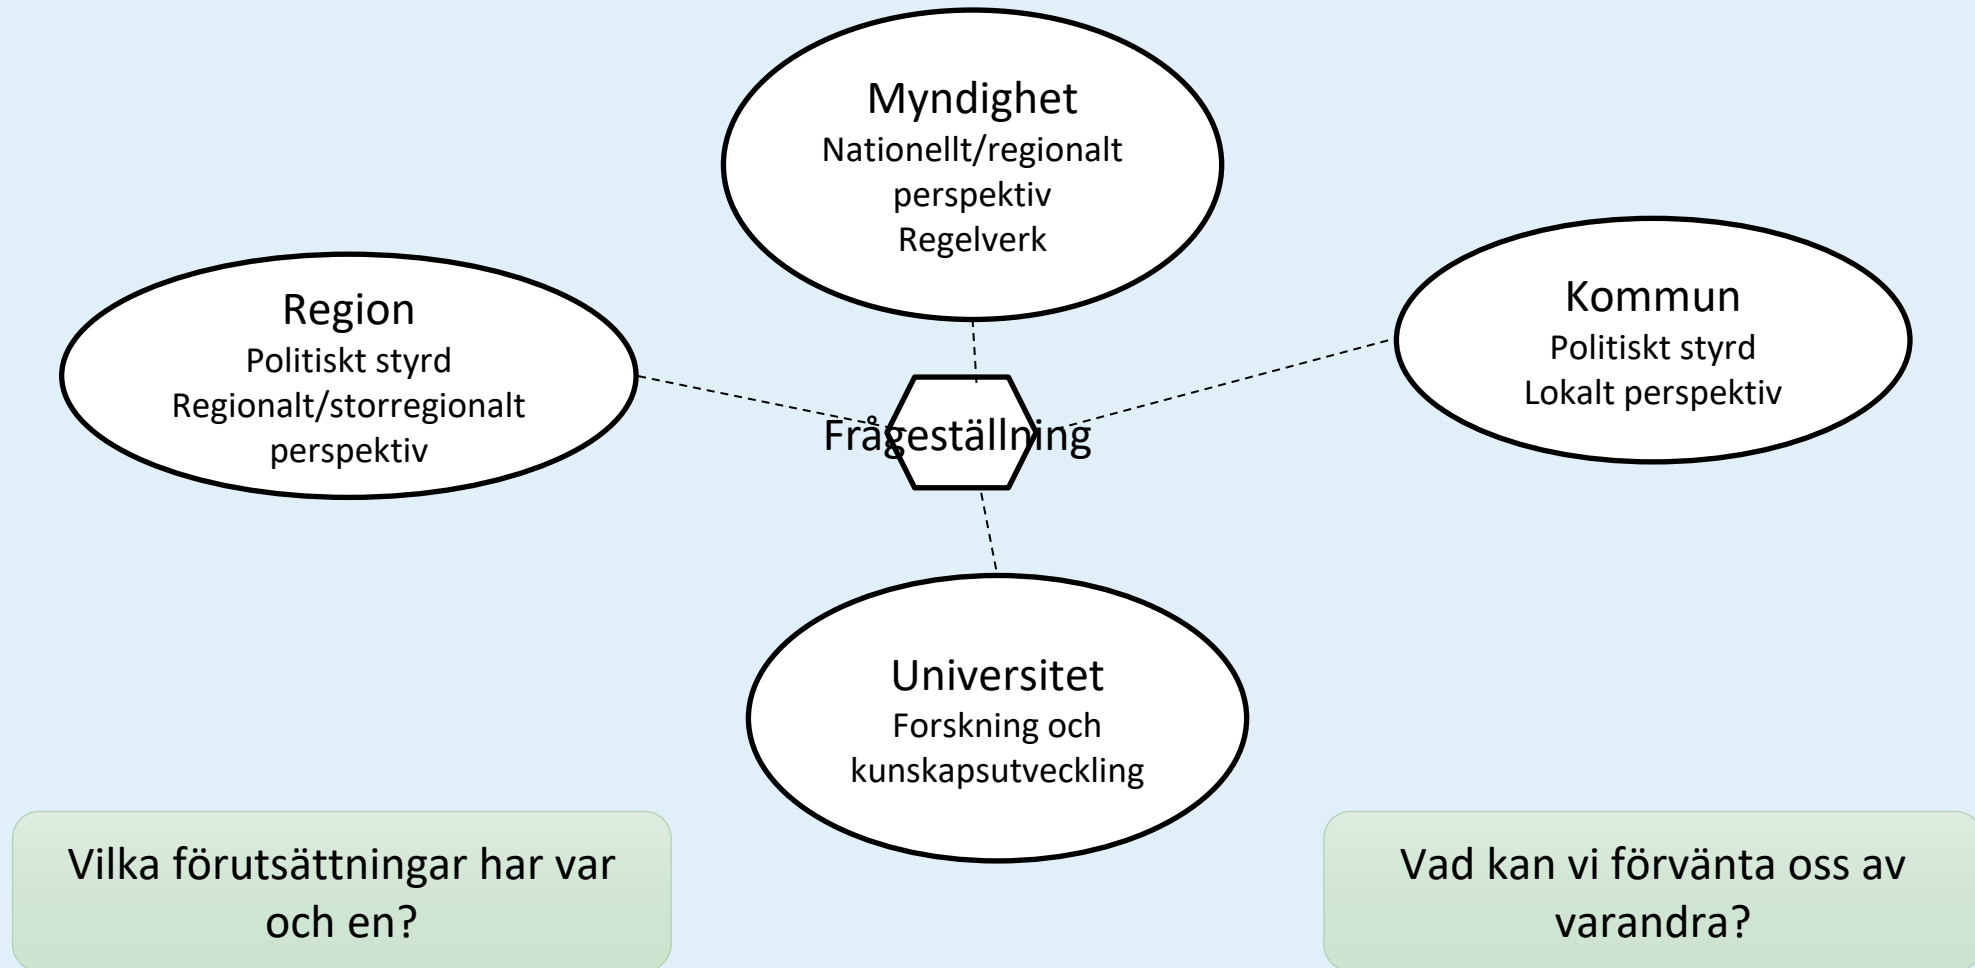 Myndighet
Nationellt/regionalt
perspektiv
Regelverk
Region
Politiskt styrd
Regionalt/storregionalt
perspektiv
Kommun
Politiskt styrd
Lokalt perspektiv
Frågeställning
Universitet
Forskning och
kunskapsutveckling
Vilka förutsättningar har var
och en?
Vad kan vi förvänta oss av
varandra?